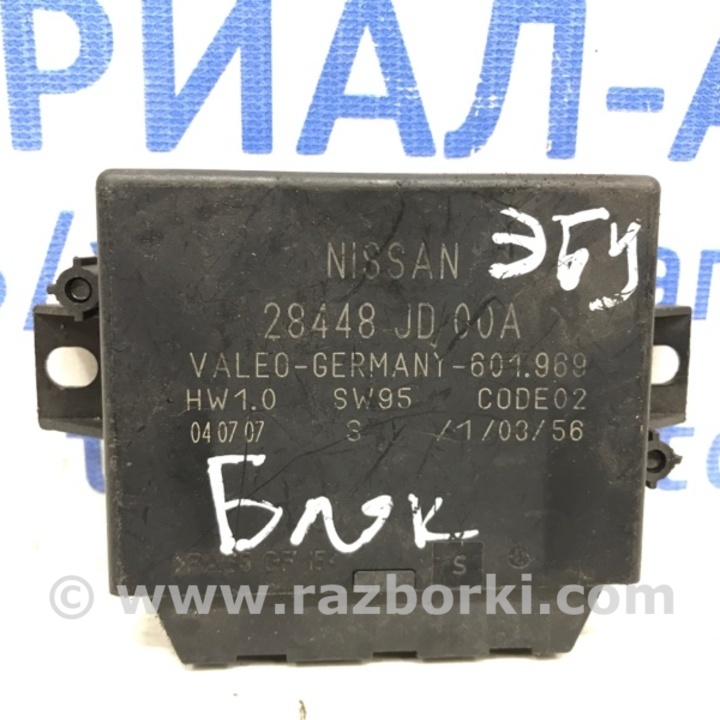 РИАЛ-А
NISSAN ЭБУ
28448 JD 00A
VALEO-GERMANY-601.969
HW1.0 SW95 CODE02
04 07 07 S /1/03/56
Бляк
S
© www.razborki.com